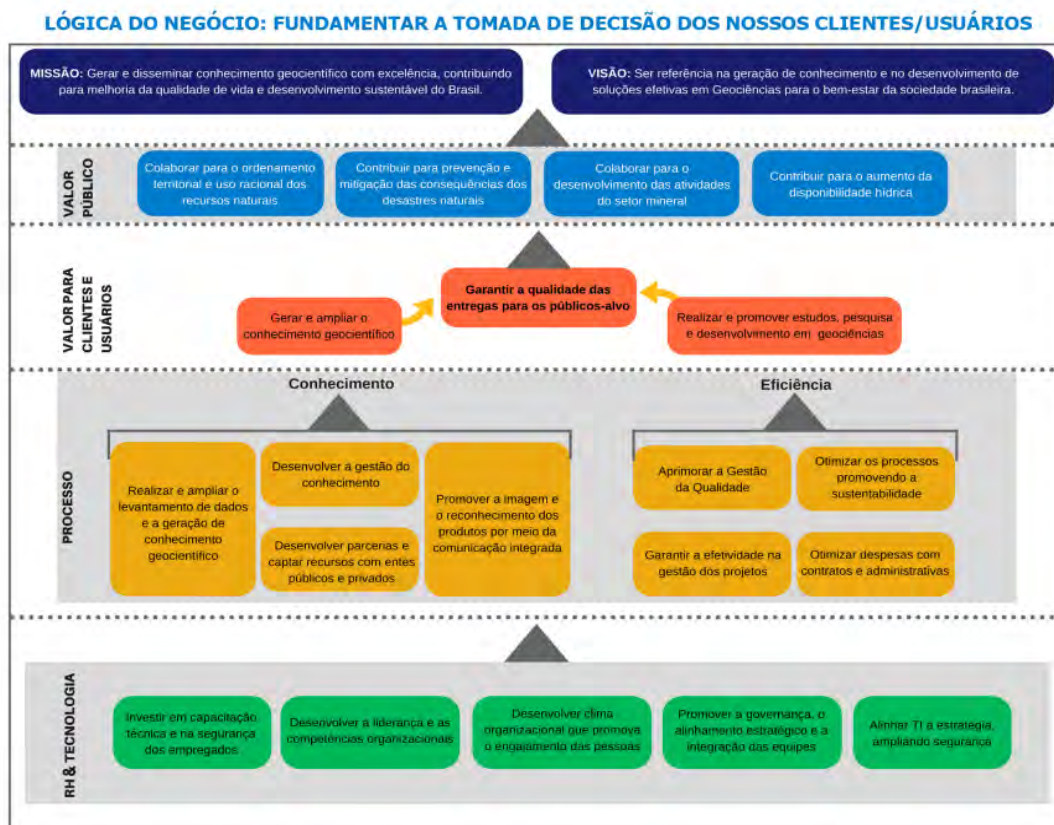 LÓGICA DO NEGÓCIO: FUNDAMENTAR A TOMADA DE DECISÃO DOS NOSSOS CLIENTES/USUÁRIOS
MISSÃO: Gerar e disseminar conhecimento geocientífico com excelência, contribuindo
para melhoria da qualidade de vida e desenvolvimento sustentável do Brasil.
VISÃO: Ser referência na geração de conhecimento e no desenvolvimento de
soluções efetivas em Geociências para o bem-estar da sociedade brasileira.
VALOR
PÚBLICO
Colaborar para o ordenamento
territorial e uso racional dos
recursos naturais
Contribuir para prevenção e
mitigação das consequências dos
desastres naturais
Colaborar para o
desenvolvimento das atividades
do setor mineral
Contribuir para o aumento da
disponibilidade hídrica
VALOR PARA
CLIENTES E
USUÁRIOS
Garantir a qualidade das
entregas para os públicos-alvo
Gerar e ampliar o
conhecimento geocientífico
Realizar e promover estudos, pesquisa
e desenvolvimento em geociências
PROCESSO
Conhecimento
Realizar e ampliar o
levantamento de dados
e a geração de
conhecimento
geocientífico
Desenvolver a gestão do
conhecimento
Desenvolver parcerias e
captar recursos com entes
públicos e privados
Promover a imagem e
o reconhecimento dos
produtos por meio da
comunicação integrada
Eficiência
Aprimorar a Gestão
da Qualidade
Otimizar os processos
promovendo a
sustentabilidade
Garantir a efetividade na
gestão dos projetos
Otimizar despesas com
contratos e administrativas
RH & TECNOLOGIA
Investir em capacitação
técnica e na segurança
dos empregados
Desenvolver a liderança e as
competências organizacionais
Desenvolver clima
organizacional que promova
o engajamento das pessoas
Promover a governança, o
alinhamento estratégico e a
integração das equipes
Alinhar TI à estratégia,
ampliando segurança